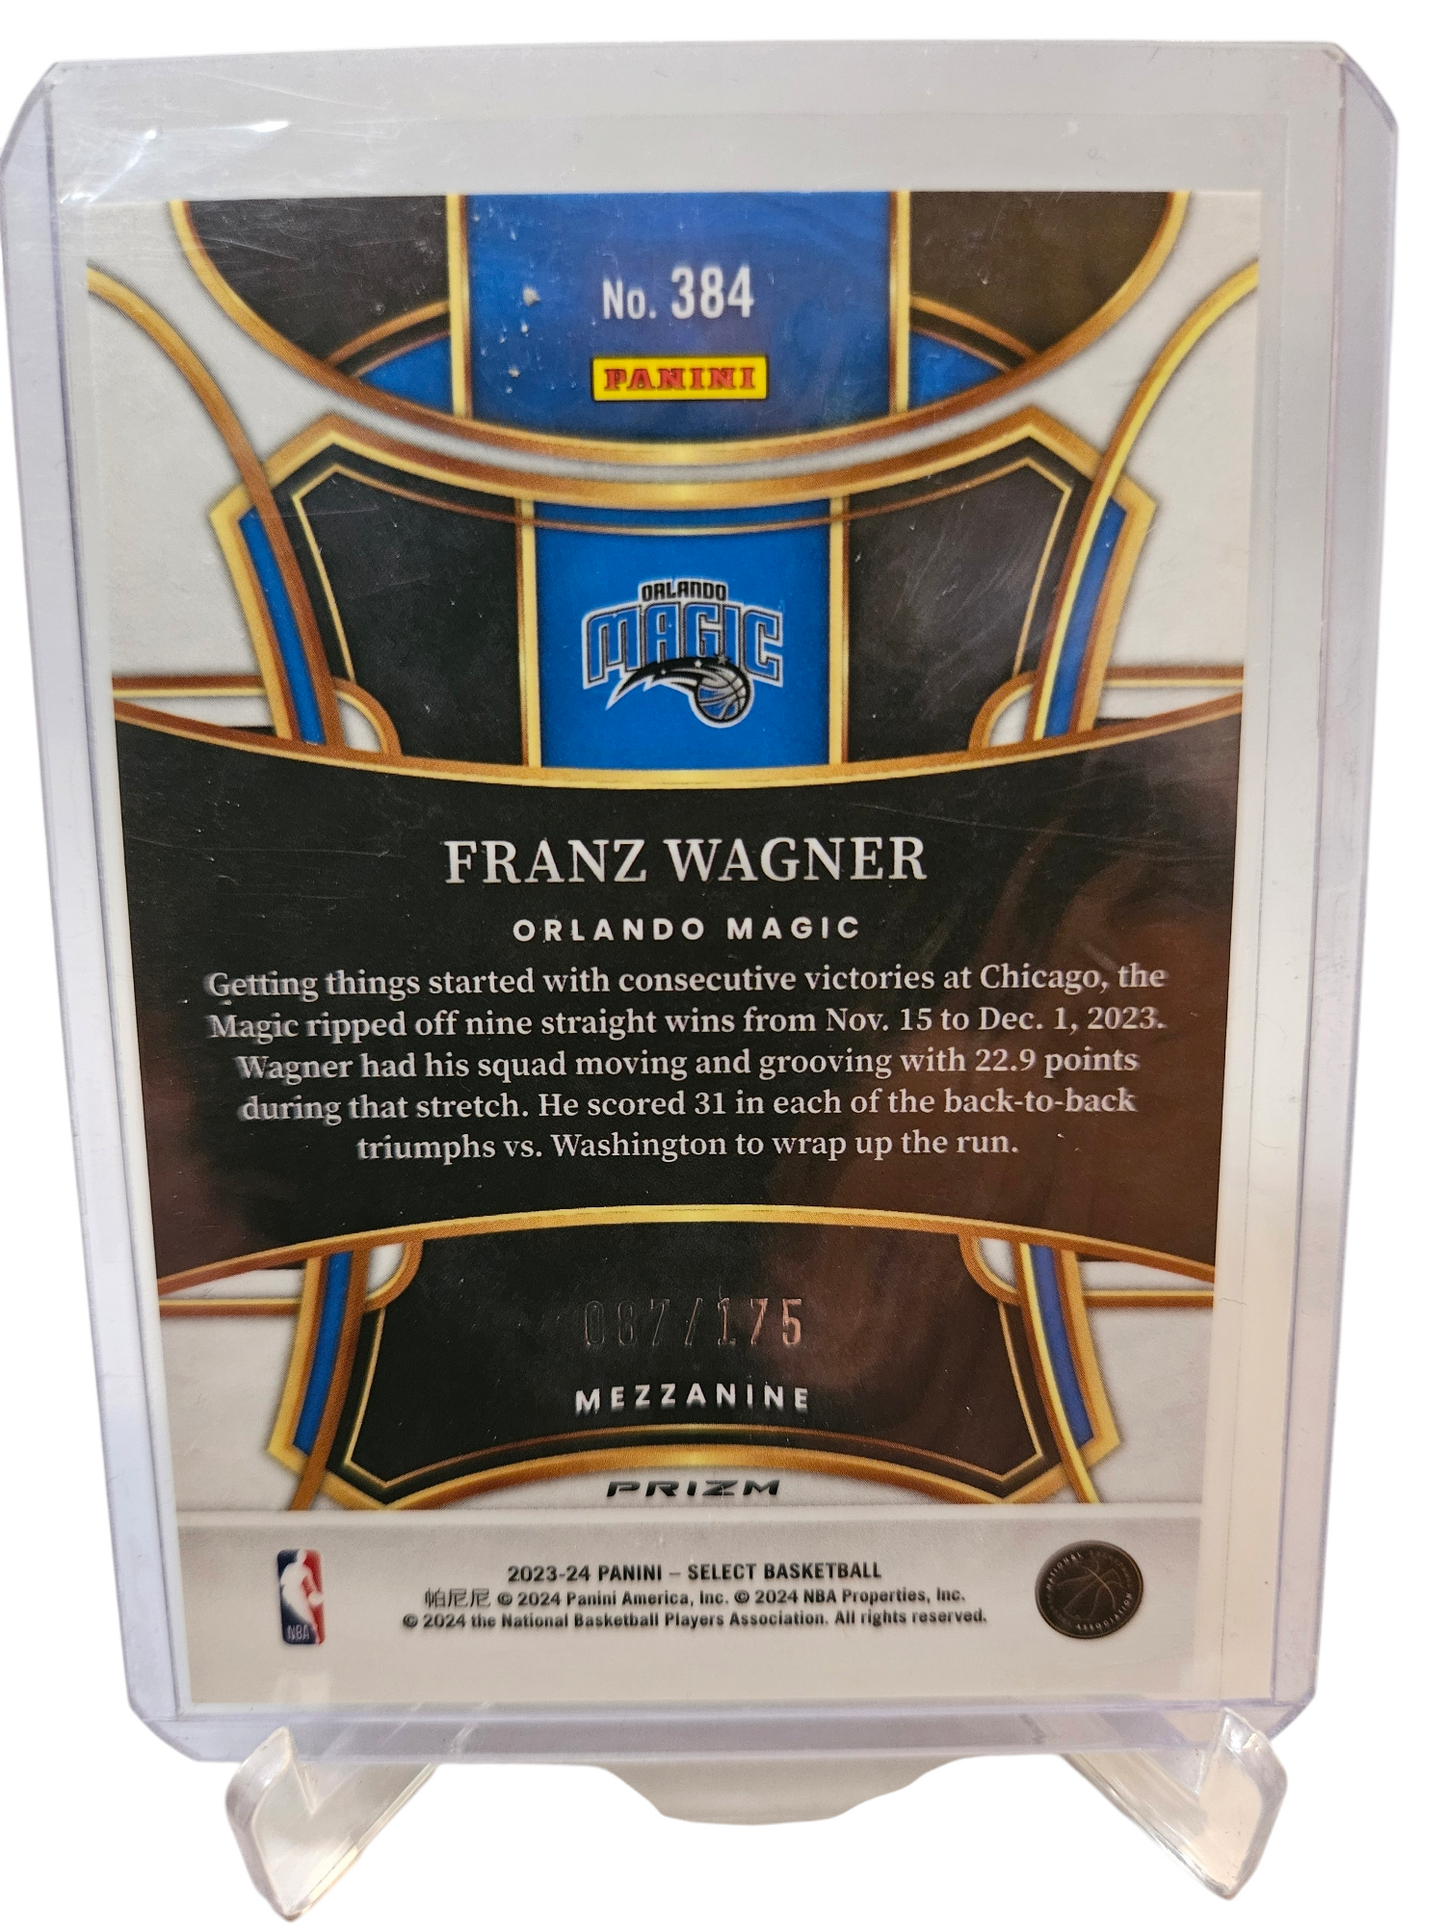 No. 384
PANINI
ORLANDO
MAGIC
FRANZ WAGNER
ORLANDO MAGIC
Getting things started with consecutive victories at Chicago, the
Magic ripped off nine straight wins from Nov. 15 to Dec. 1, 2023.
Wagner had his squad moving and grooving with 22.9 points
during that stretch. He scored 31 in each of the back-to-back
triumphs vs. Washington to wrap up the run.
087/175
MEZZANINE
PRIZM
2023-24 PANINI – SELECT BASKETBALL
帕尼尼 © 2024 Panini America, Inc. © 2024 NBA Properties, Inc.
© 2024 the National Basketball Players Association. All rights reserved.
NBA